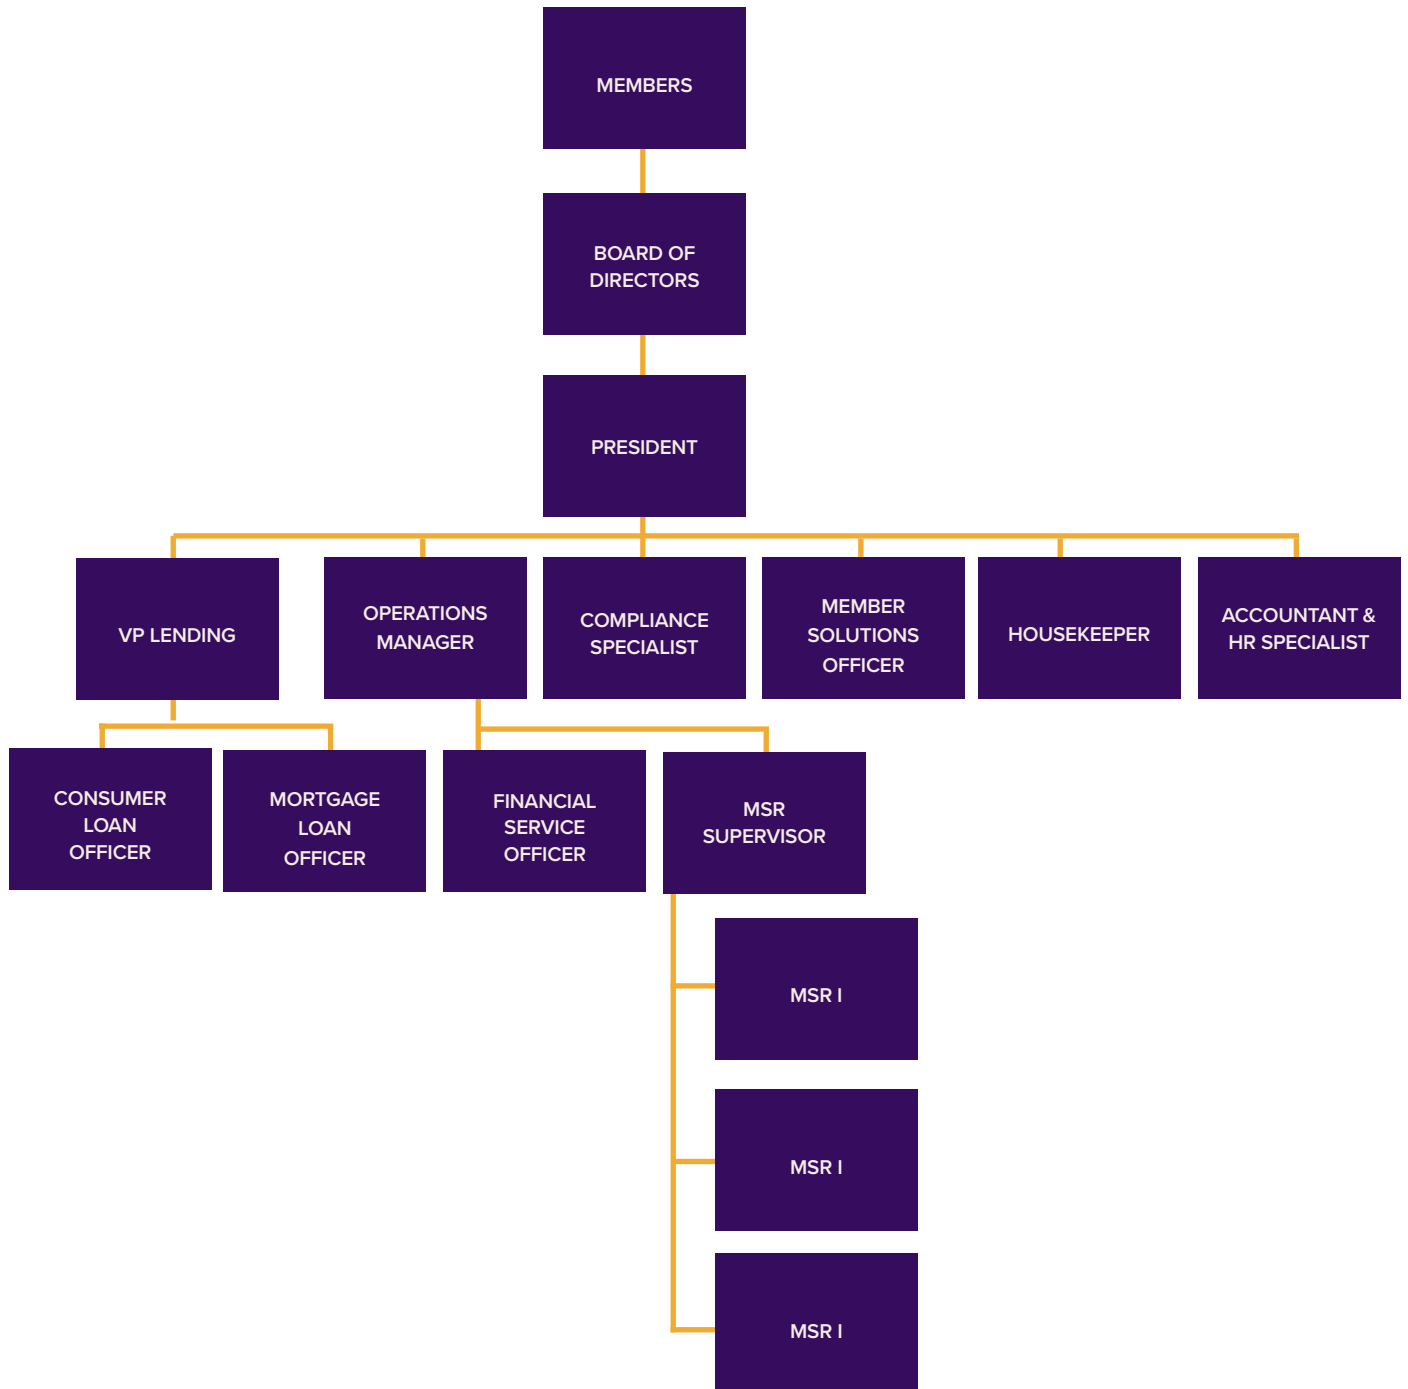 MEMBERS
BOARD OF
DIRECTORS
PRESIDENT
VP LENDING
OPERATIONS
MANAGER
COMPLIANCE
SPECIALIST
MEMBER
SOLUTIONS
OFFICER
HOUSEKEEPER
ACCOUNTANT &
HR SPECIALIST
CONSUMER
LOAN
OFFICER
MORTGAGE
LOAN
OFFICER
FINANCIAL
SERVICE
OFFICER
MSR
SUPERVISOR
MSR I
MSR I
MSR I